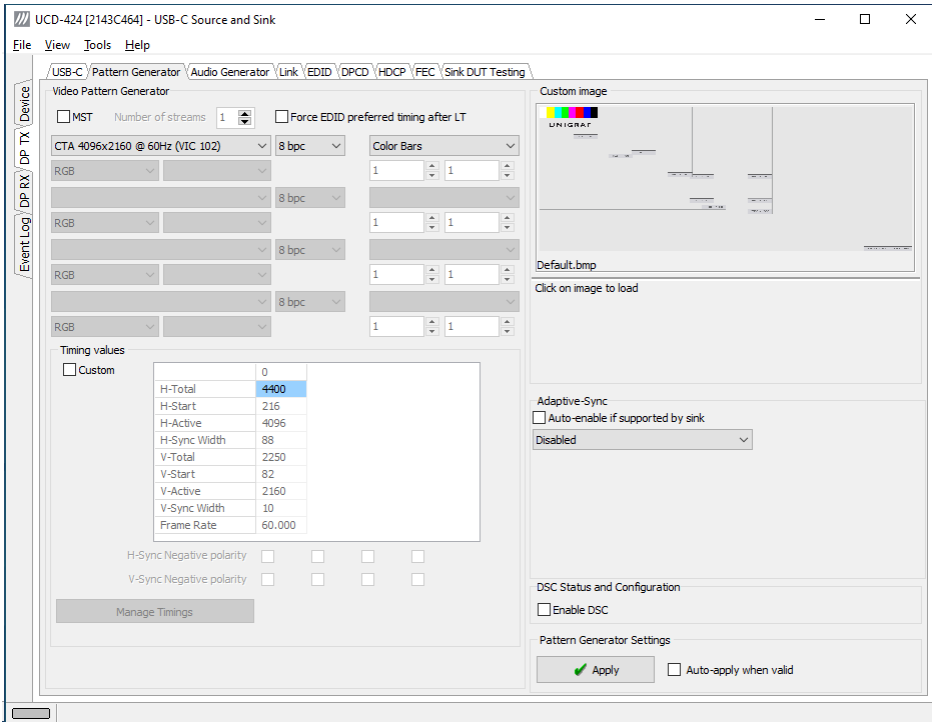 UCD-424 [2143C464] - USB-C Source and Sink
File View Tools Help
USB-C Pattern Generator Audio Generator Link EDID DPCD HDCP FEC Sink DUT Testing
Device
DP TX
DP RX
Event Log
Video Pattern Generator
MST Number of streams 1 Force EDID preferred timing after LT
CTA 4096x2160 @ 60Hz (VIC 102) 8 bpc Color Bars
RGB 1 1
8 bpc
RGB 1 1
8 bpc
RGB 1 1
8 bpc
RGB 1 1
Timing values
Custom
0
H-Total 4400
H-Start 216
H-Active 4096
H-Sync Width 88
V-Total 2250
V-Start 82
V-Active 2160
V-Sync Width 10
Frame Rate 60.000
H-Sync Negative polarity
V-Sync Negative polarity
Manage Timings
Custom image
UNIGRAF
Default.bmp
Click on image to load
Adaptive-Sync
Auto-enable if supported by sink
Disabled
DSC Status and Configuration
Enable DSC
Pattern Generator Settings
Apply Auto-apply when valid